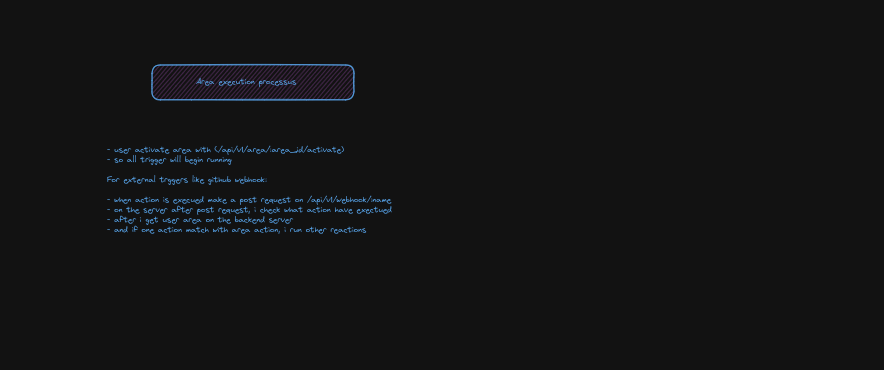 Area execution processus
- user activate area with (/api/v1/area/:area_id/activate)
- so all trigger will begin running
For external trggers like github webhook:
- when action is execued make a post request on /api/v1/webhook/:name
- on the server after post request, i check what action have exectued
- after i get user area on the backend server
- and if one action match with area action, i run other reactions